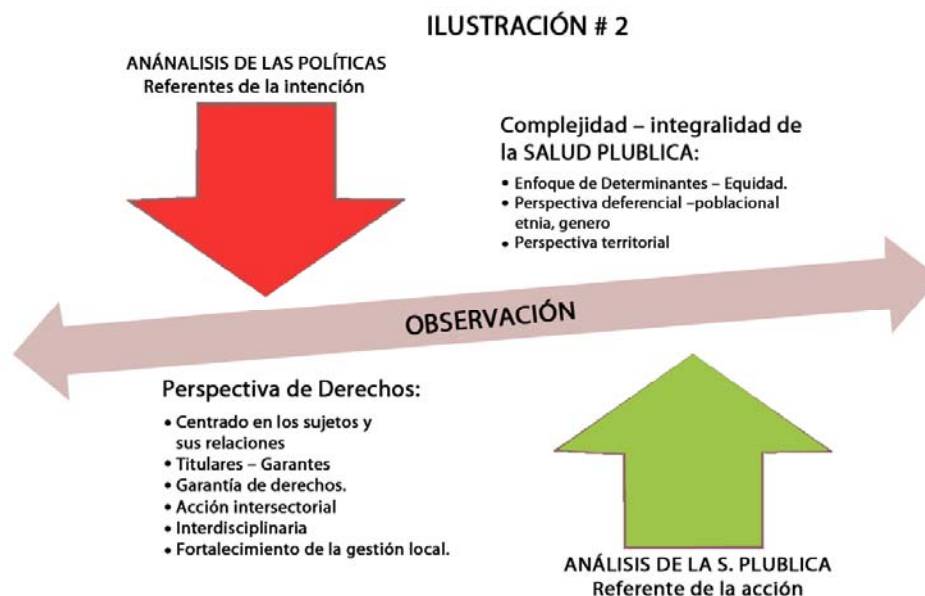 ILUSTRACIÓN # 2
ANÁNALISIS DE LAS POLÍTICAS
Referentes de la intención
Complejidad – integralidad de
la SALUD PLUBLICA:
• Enfoque de Determinantes – Equidad.
• Perspectiva deferencial –poblacional
etnia, genero
• Perspectiva territorial
OBSERVACIÓN
Perspectiva de Derechos:
• Centrado en los sujetos y
sus relaciones
• Titulares – Garantes
• Garantía de derechos.
• Acción intersectorial
• Interdisciplinaria
• Fortalecimiento de la gestión local.
ANÁLISIS DE LA S. PLUBLICA
Referente de la acción